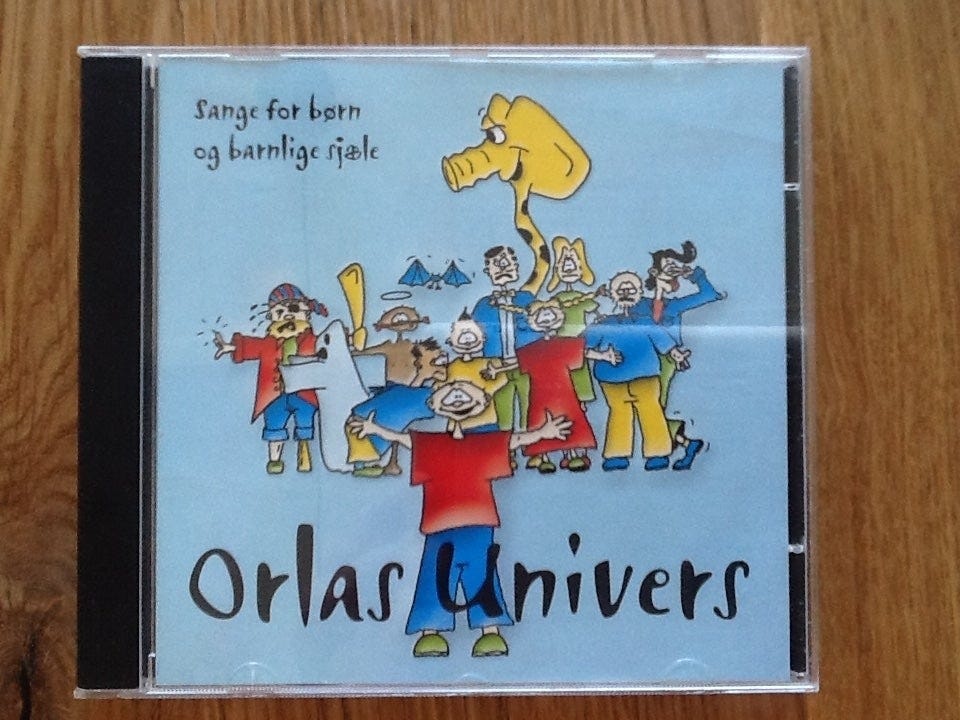 Sange for børn
og barnlige sjæle
Orlas Univers